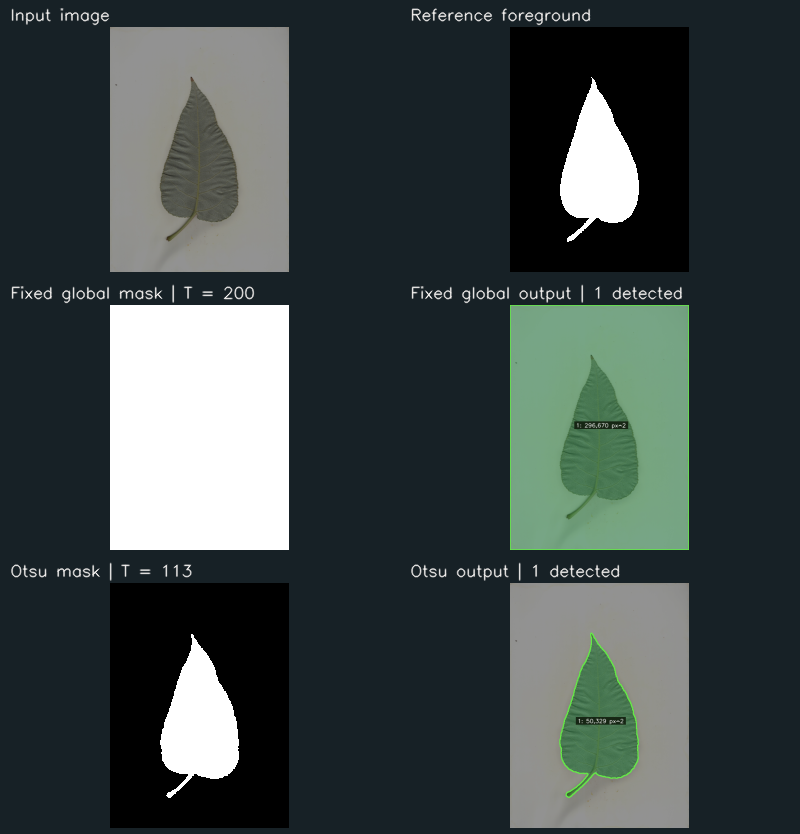 Input image
Reference foreground
Fixed global mask | T = 200
Fixed global output | 1 detected
1: 296,670 px^2
Otsu mask | T = 113
Otsu output | 1 detected
1: 50,329 px^2